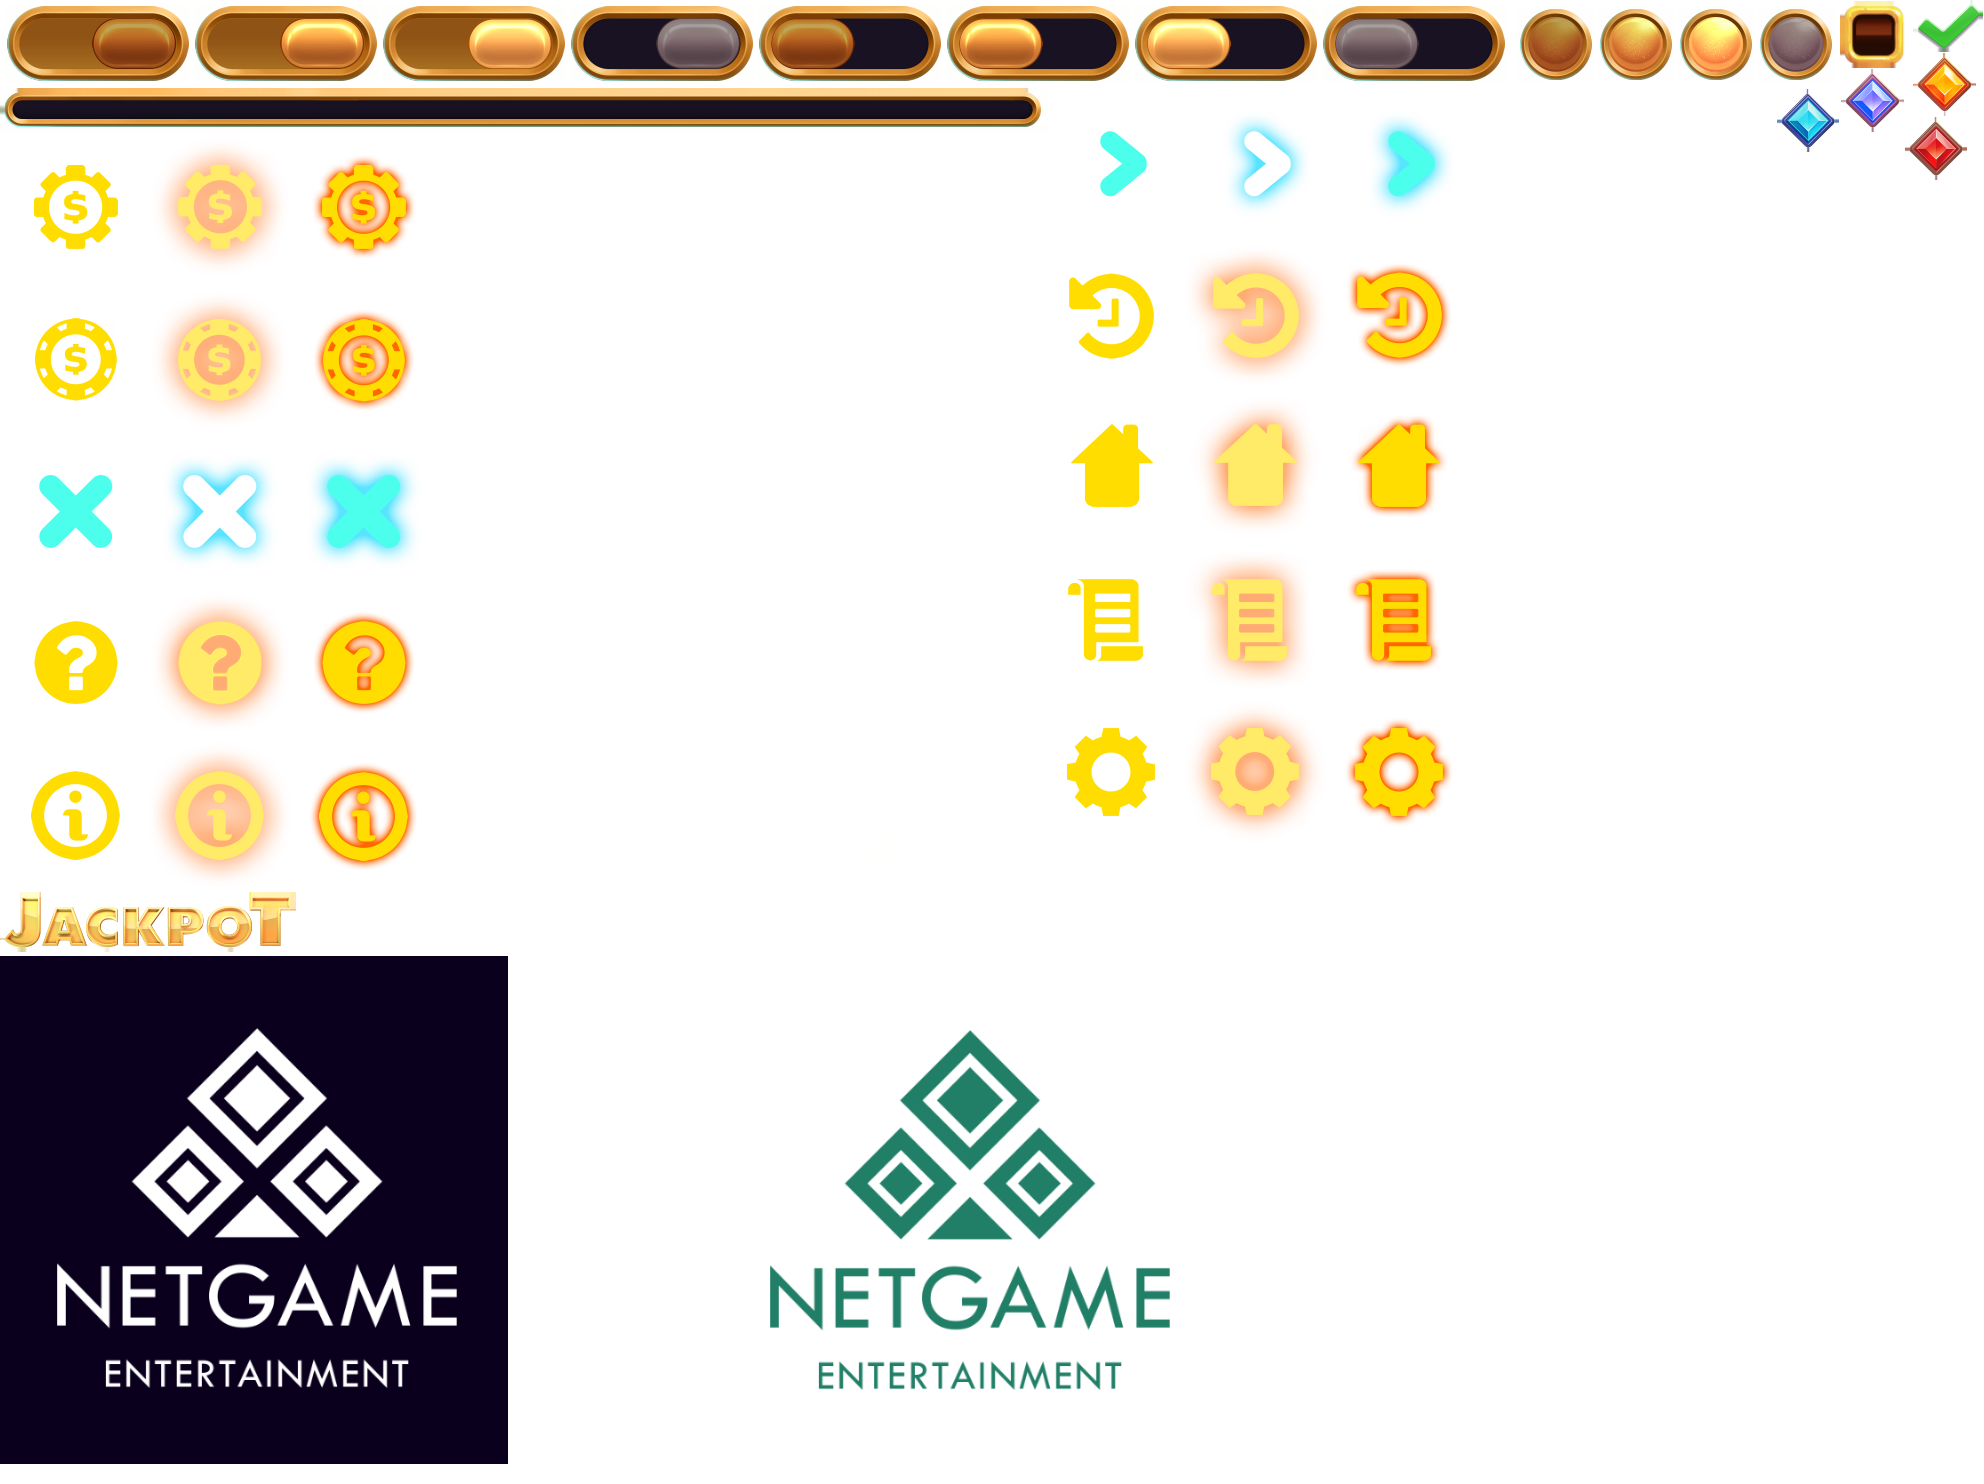 $ $ $
$ $ $
? ? ?
i i i
JACKPOT
NETGAME
ENTERTAINMENT
NETGAME
ENTERTAINMENT